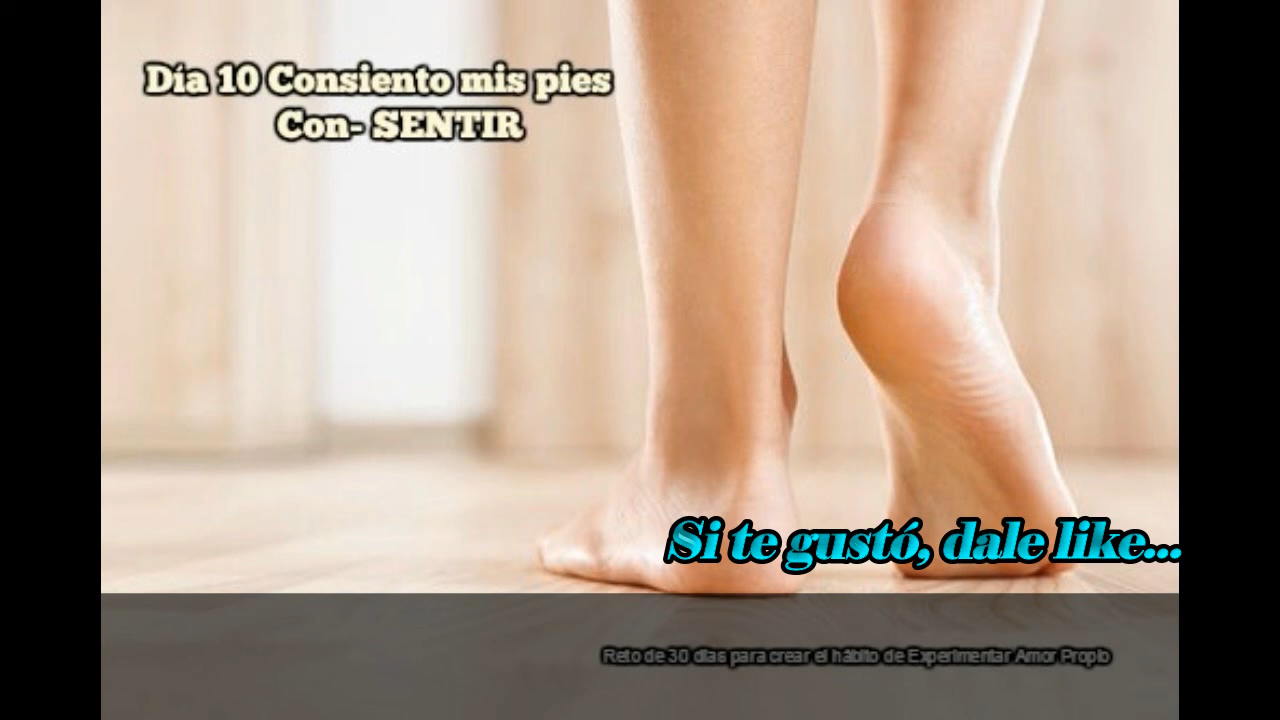 Día 10 Consiento mis pies
Con- SENTIR
Si te gustó, dale like...
Reto de 30 días para crear el hábito de Experimentar Amor Propio